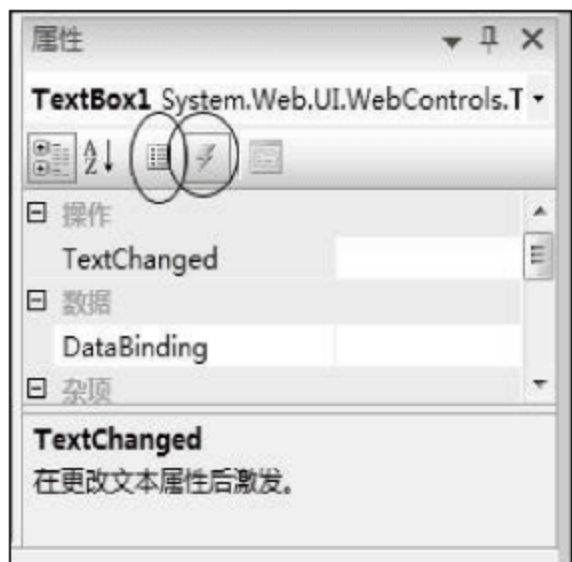 属性
TextBox1 System.Web.UI.WebControls.T
A Z
操作
TextChanged
数据
DataBinding
杂项
TextChanged
在更改文本属性后激发。